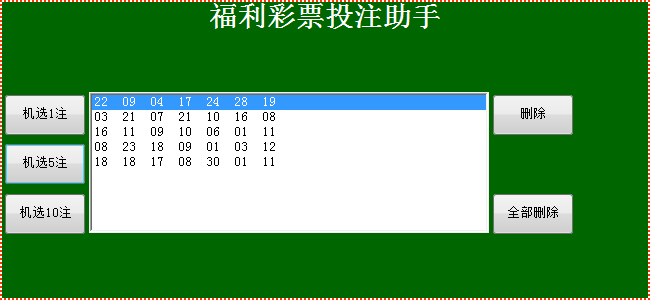 福利彩票投注助手
机选1注
机选5注
机选10注
22 09 04 17 24 28 19
03 21 07 21 10 16 08
16 11 09 10 06 01 11
08 23 18 09 01 03 12
18 18 17 08 30 01 11
删除
全部删除